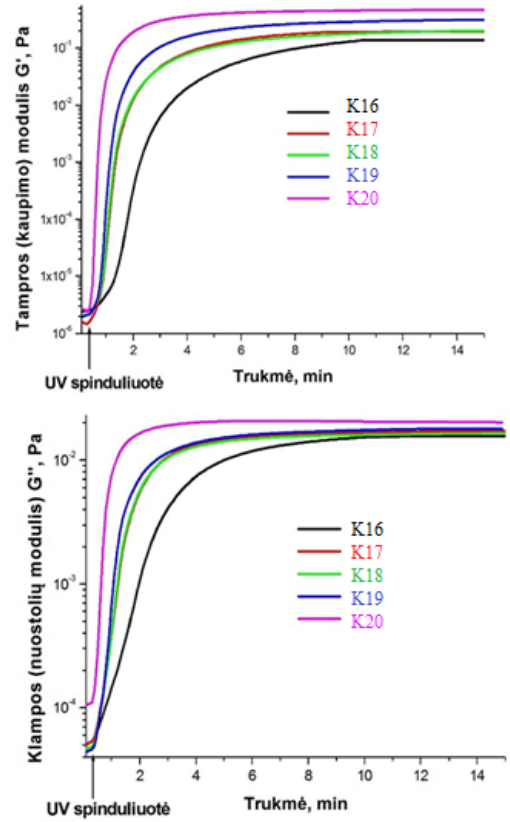 Tampros (kaupimo) modulis G', Pa
10⁻¹
10⁻²
10⁻³
1x10⁻⁴
1x10⁻⁵
10⁻⁶
K16
K17
K18
K19
K20
2 4 6 8 10 12 14
UV spinduliuotė
Trukmė, min
Klampos (nuostolių modulis) G'', Pa
10⁻²
10⁻³
10⁻⁴
K16
K17
K18
K19
K20
2 4 6 8 10 12 14
UV spinduliuotė
Trukmė, min